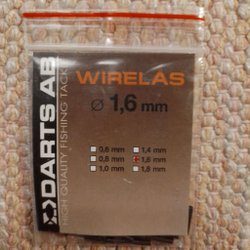 WIRELAS
ø 1,6 mm
0,6 mm
0,8 mm
1,0 mm
1,4 mm
1,6 mm
1,8 mm
DARTS AB
HIGH QUALITY FISHING TACK